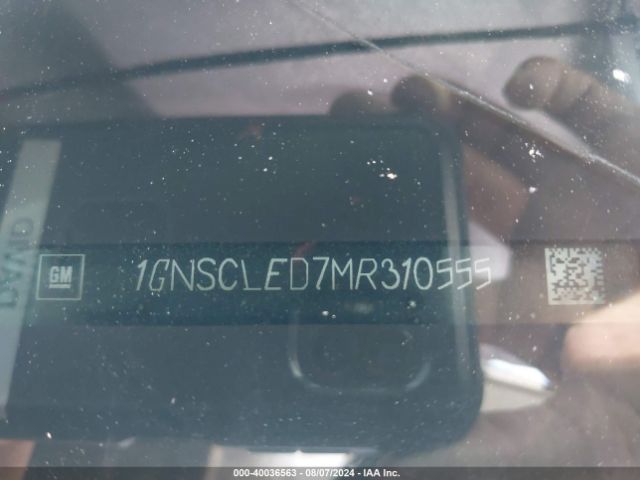 GM
1GNSCLED7MR310555
000-40036563 - 08/07/2024 - IAA Inc.